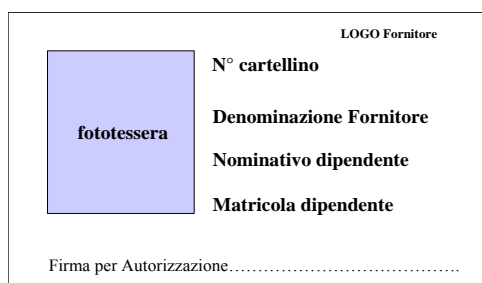 LOGO Fornitore
N° cartellino
Denominazione Fornitore
fototessera
Nominativo dipendente
Matricola dipendente
Firma per Autorizzazione………………………………….